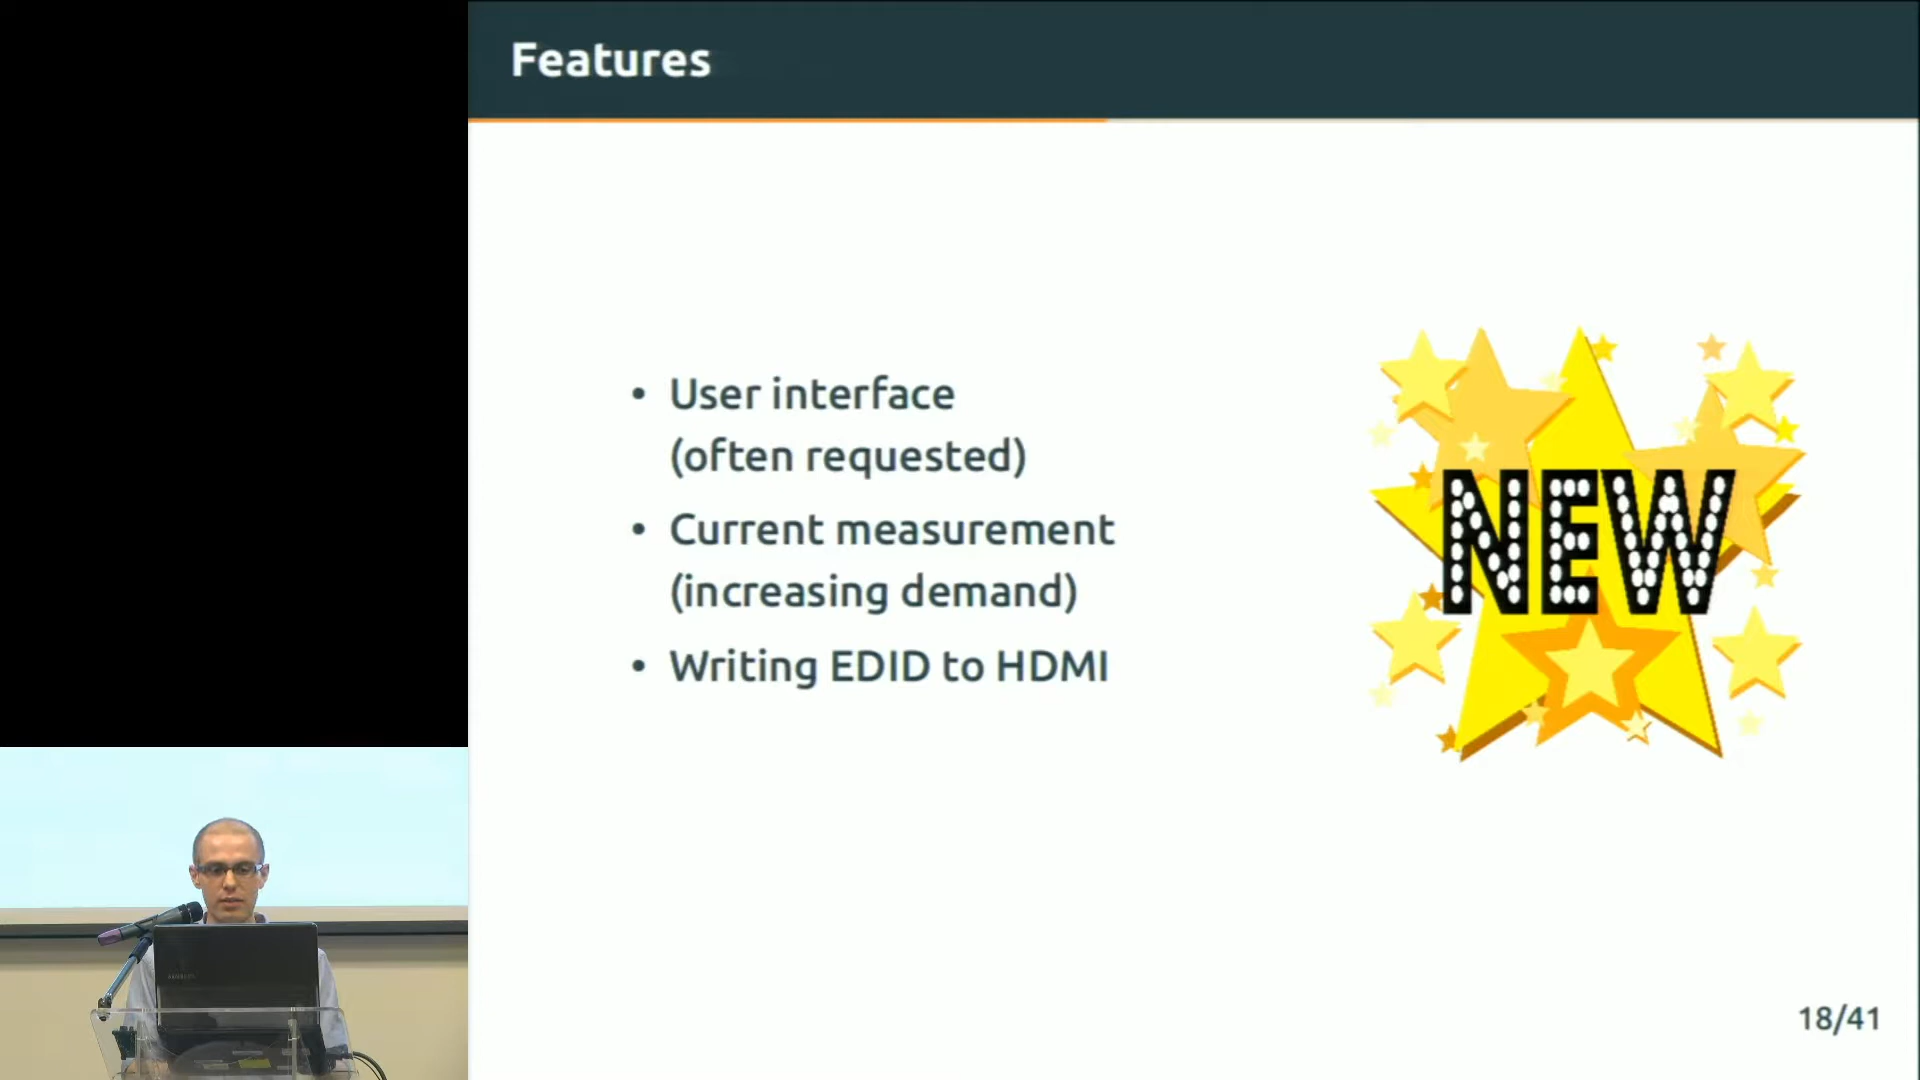 Features
• User interface
(often requested)
• Current measurement
(increasing demand)
• Writing EDID to HDMI
NEW
18/41